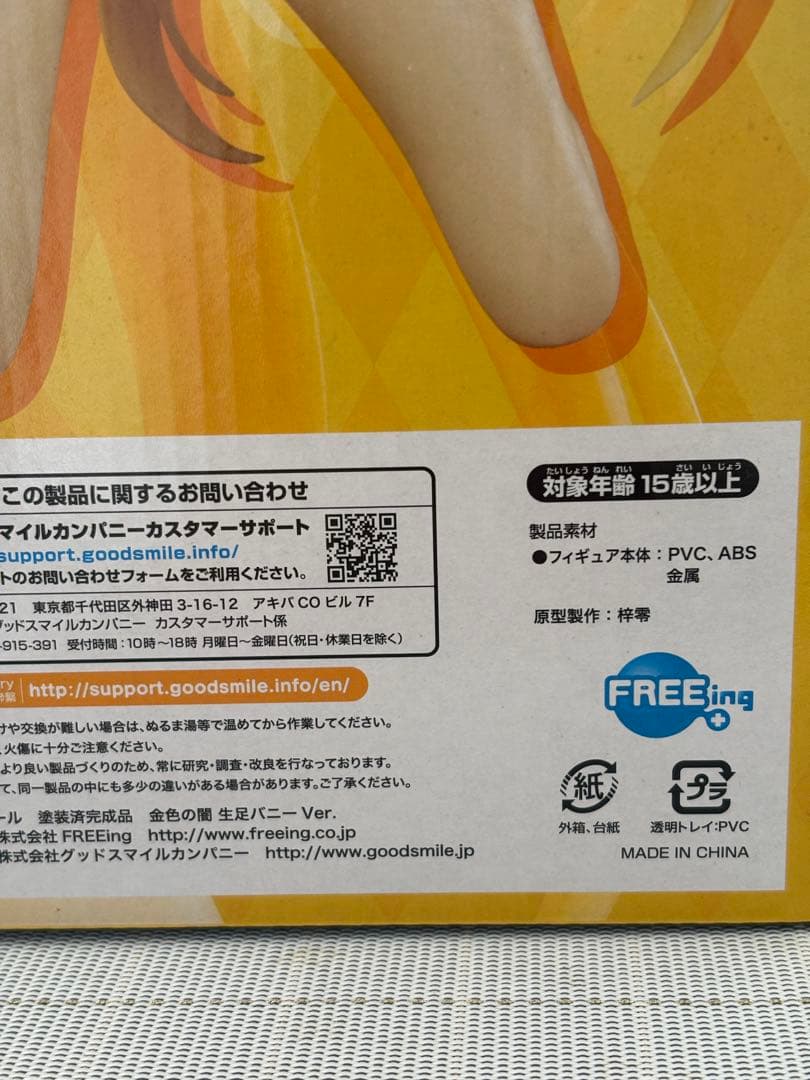 この製品に関するお問い合わせ
マイルカンパニーカスタマーサポート
support.goodsmile.info/
トのお問い合わせフォームをご利用ください。
21 東京都千代田区外神田3-16-12 アキバCOビル7F
グッドスマイルカンパニー カスタマーサポート係
-915-391 受付時間:10時～18時 月曜日～金曜日(祝日・休業日を除く)
ry
http://support.goodsmile.info/en/
けや交換が難しい場合は、ぬるま湯等で温めてから作業してください。
、火傷に十分ご注意ください。
より良い製品づくりのため、常に研究・調査・改良を行なっております。
て、同一製品の中にも多少の違いがある場合があります。ご了承ください。
ール 塗装済完成品 金色の闇 生足バニーVer.
株式会社FREEing http://www.freeing.co.jp
株式会社グッドスマイルカンパニー http://www.goodsmile.jp
たいしょうねんれい さいいじょう
対象年齢15歳以上
製品素材
●フィギュア本体:PVC、ABS
金属
原型製作:梓零
FREEing
紙
外箱、台紙
プラ
透明トレイ:PVC
MADE IN CHINA